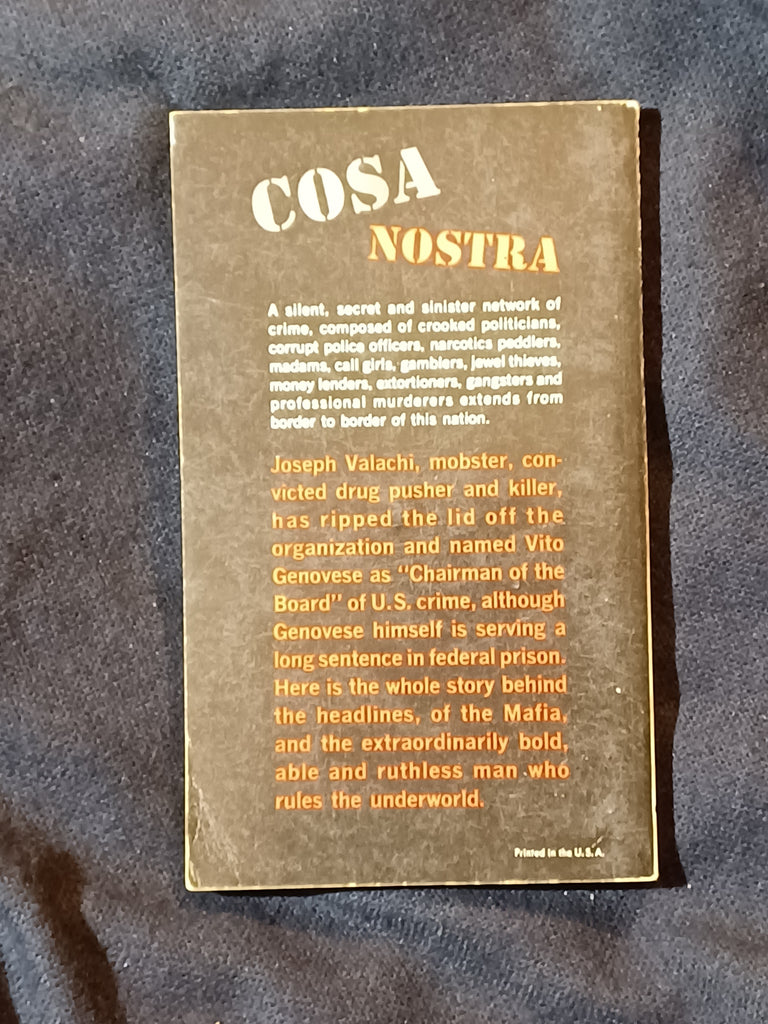 COSA
NOSTRA
A silent, secret and sinister network of
crime, composed of crooked politicians,
corrupt police officers, narcotics peddlers,
madams, call girls, gamblers, jewel thieves,
money lenders, extortioners, gangsters and
professional murderers extends from
border to border of this nation.
Joseph Valachi, mobster, con-
victed drug pusher and killer,
has ripped the lid off the
organization and named Vito
Genovese as "Chairman of the
Board" of U.S. crime, although
Genovese himself is serving a
long sentence in federal prison.
Here is the whole story behind
the headlines, of the Mafia,
and the extraordinarily bold,
able and ruthless man who
rules the underworld.
Printed in the U.S.A.